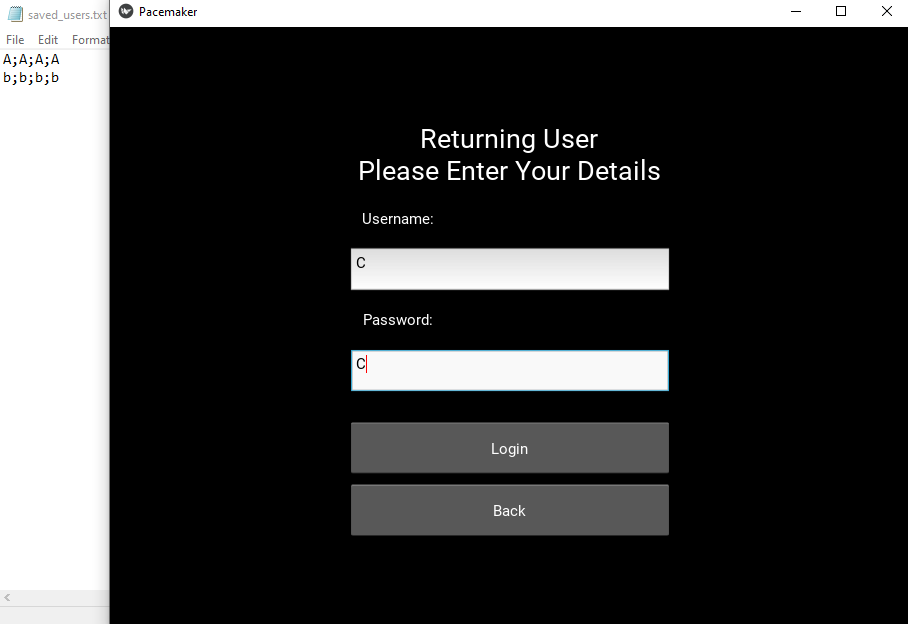 saved_users.txt
File Edit Format
A;A;A;A
b;b;b;b
Pacemaker
Returning User
Please Enter Your Details
Username:
C
Password:
C
Login
Back